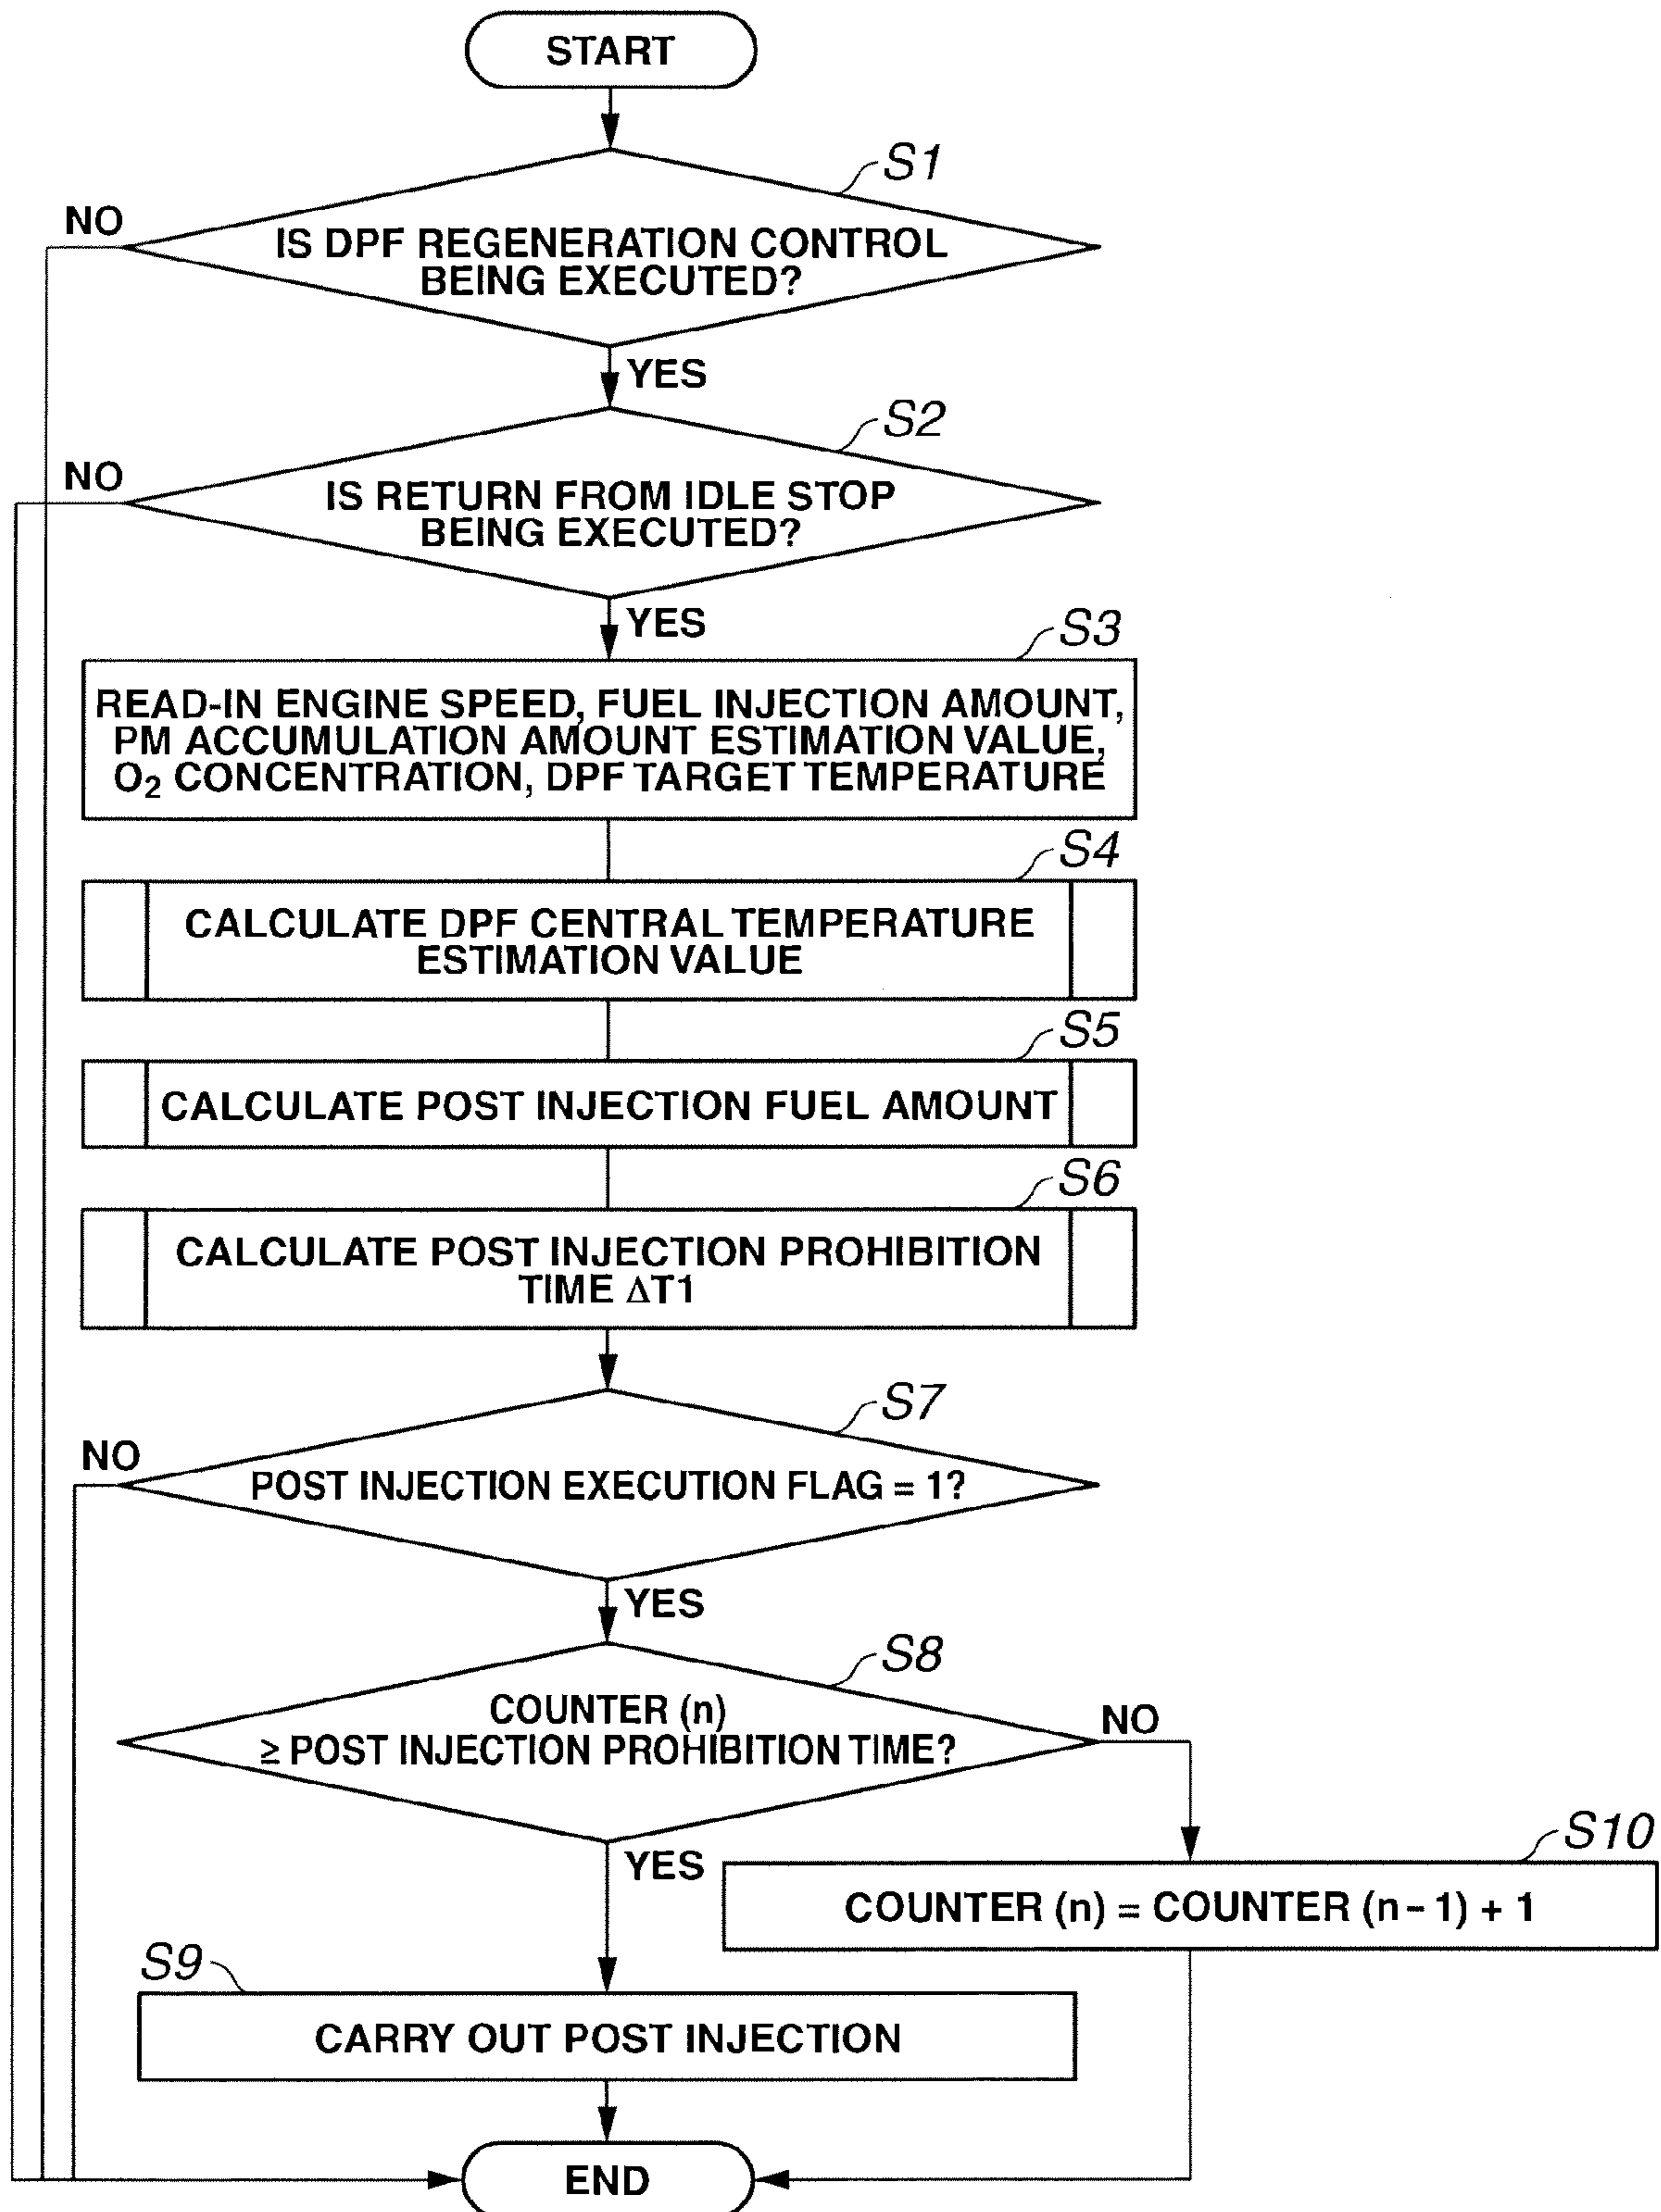 START
S1
NO
IS DPF REGENERATION CONTROL
BEING EXECUTED?
YES
S2
NO
IS RETURN FROM IDLE STOP
BEING EXECUTED?
YES
S3
READ-IN ENGINE SPEED, FUEL INJECTION AMOUNT,
PM ACCUMULATION AMOUNT ESTIMATION VALUE,
O₂ CONCENTRATION, DPF TARGET TEMPERATURE
S4
CALCULATE DPF CENTRAL TEMPERATURE
ESTIMATION VALUE
S5
CALCULATE POST INJECTION FUEL AMOUNT
S6
CALCULATE POST INJECTION PROHIBITION
TIME ΔT1
S7
NO
POST INJECTION EXECUTION FLAG = 1?
YES
S8
COUNTER (n)
≥ POST INJECTION PROHIBITION TIME?
NO
YES
S10
COUNTER (n) = COUNTER (n - 1) + 1
S9
CARRY OUT POST INJECTION
END